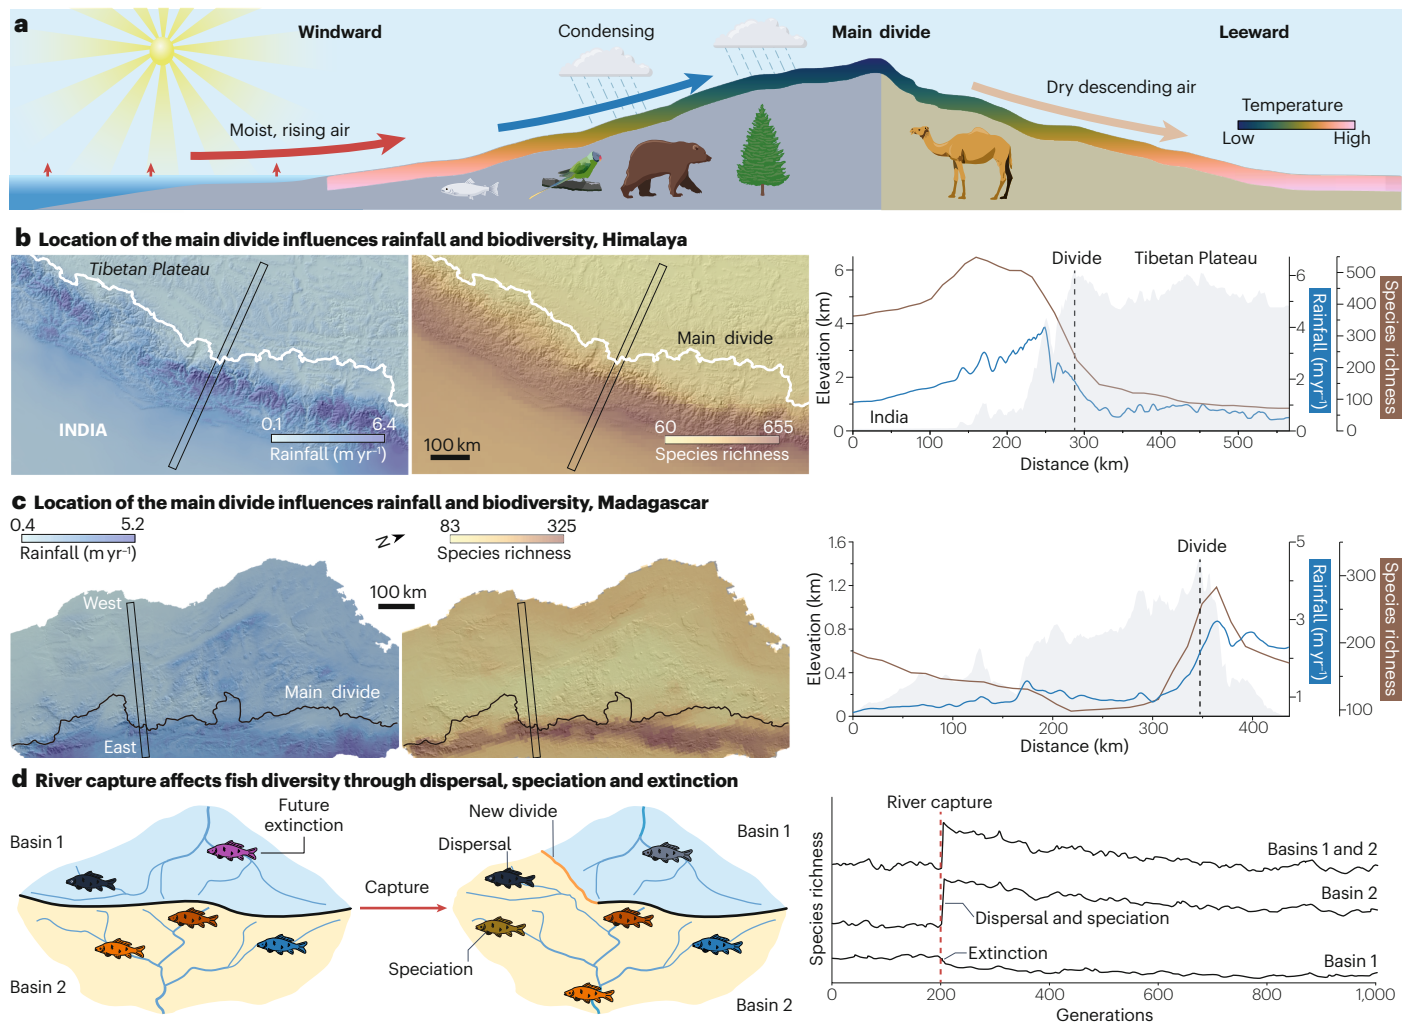 a
Windward
Condensing
Main divide
Leeward
Moist, rising air
Dry descending air
Temperature
Low
High
b Location of the main divide influences rainfall and biodiversity, Himalaya
Tibetan Plateau
INDIA
0.1
6.4
Rainfall (m yr⁻¹)
Main divide
100 km
60
655
Species richness
Divide
Tibetan Plateau
India
Elevation (km)
0
2
4
6
0
100
200
300
400
500
Distance (km)
0
2
4
6
Rainfall (m yr⁻¹)
0
100
200
300
400
500
Species richness
c Location of the main divide influences rainfall and biodiversity, Madagascar
0.4
5.2
Rainfall (m yr⁻¹)
N
83
325
Species richness
100 km
West
Main divide
East
Divide
Elevation (km)
0
0.4
0.8
1.2
1.6
0
100
200
300
400
Distance (km)
1
3
5
Rainfall (m yr⁻¹)
100
200
300
Species richness
d River capture affects fish diversity through dispersal, speciation and extinction
Basin 1
Future
extinction
Basin 2
Capture
New divide
Dispersal
Basin 1
Speciation
Basin 2
River capture
Species richness
Basins 1 and 2
Basin 2
Dispersal and speciation
Extinction
Basin 1
0
200
400
600
800
1,000
Generations